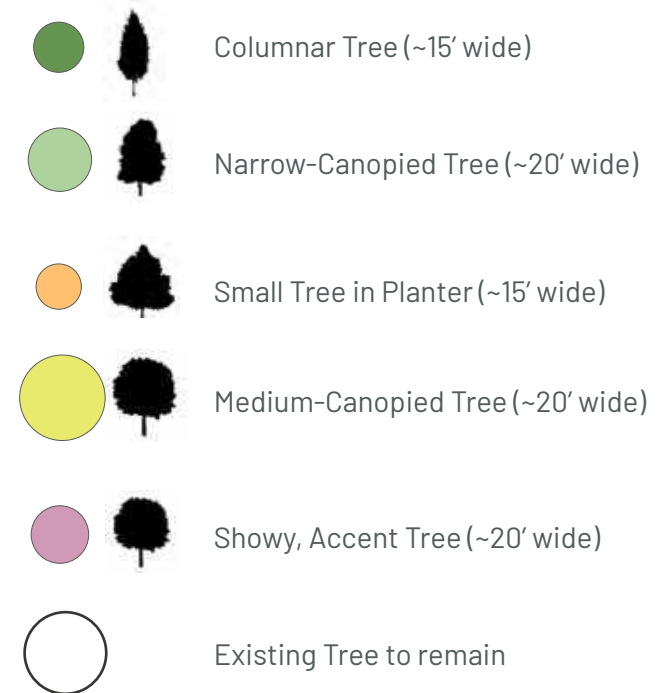 Columnar Tree (~15' wide)
Narrow-Canopied Tree (~20' wide)
Small Tree in Planter (~15' wide)
Medium-Canopied Tree (~20' wide)
Showy, Accent Tree (~20' wide)
Existing Tree to remain